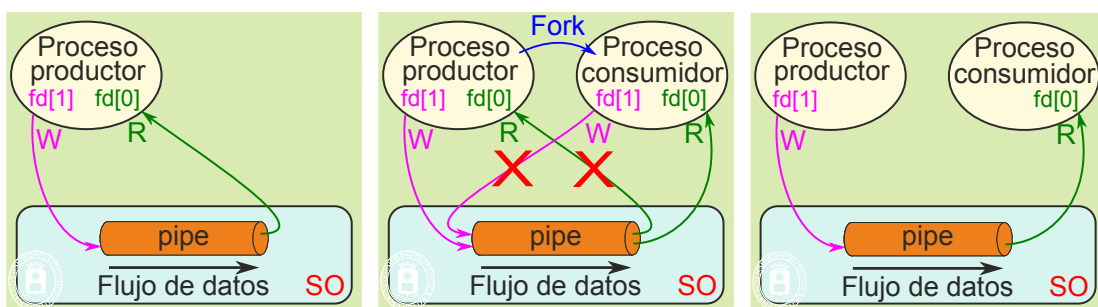 Proceso
productor
fd[1] fd[0]
W
R
pipe
Flujo de datos
SO
Fork
Proceso
productor
fd[1] fd[0]
Proceso
consumidor
fd[1] fd[0]
W
R
W
R
pipe
Flujo de datos
SO
Proceso
productor
fd[1]
Proceso
consumidor
fd[0]
W
R
pipe
Flujo de datos
SO